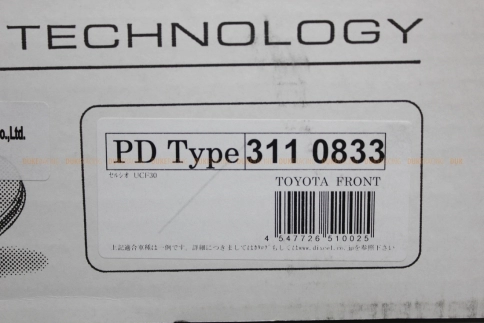 TECHNOLOGY
o.,Ltd.
PD Type 311 0833
セルシオ UCF30
TOYOTA FRONT
4 547726 510025